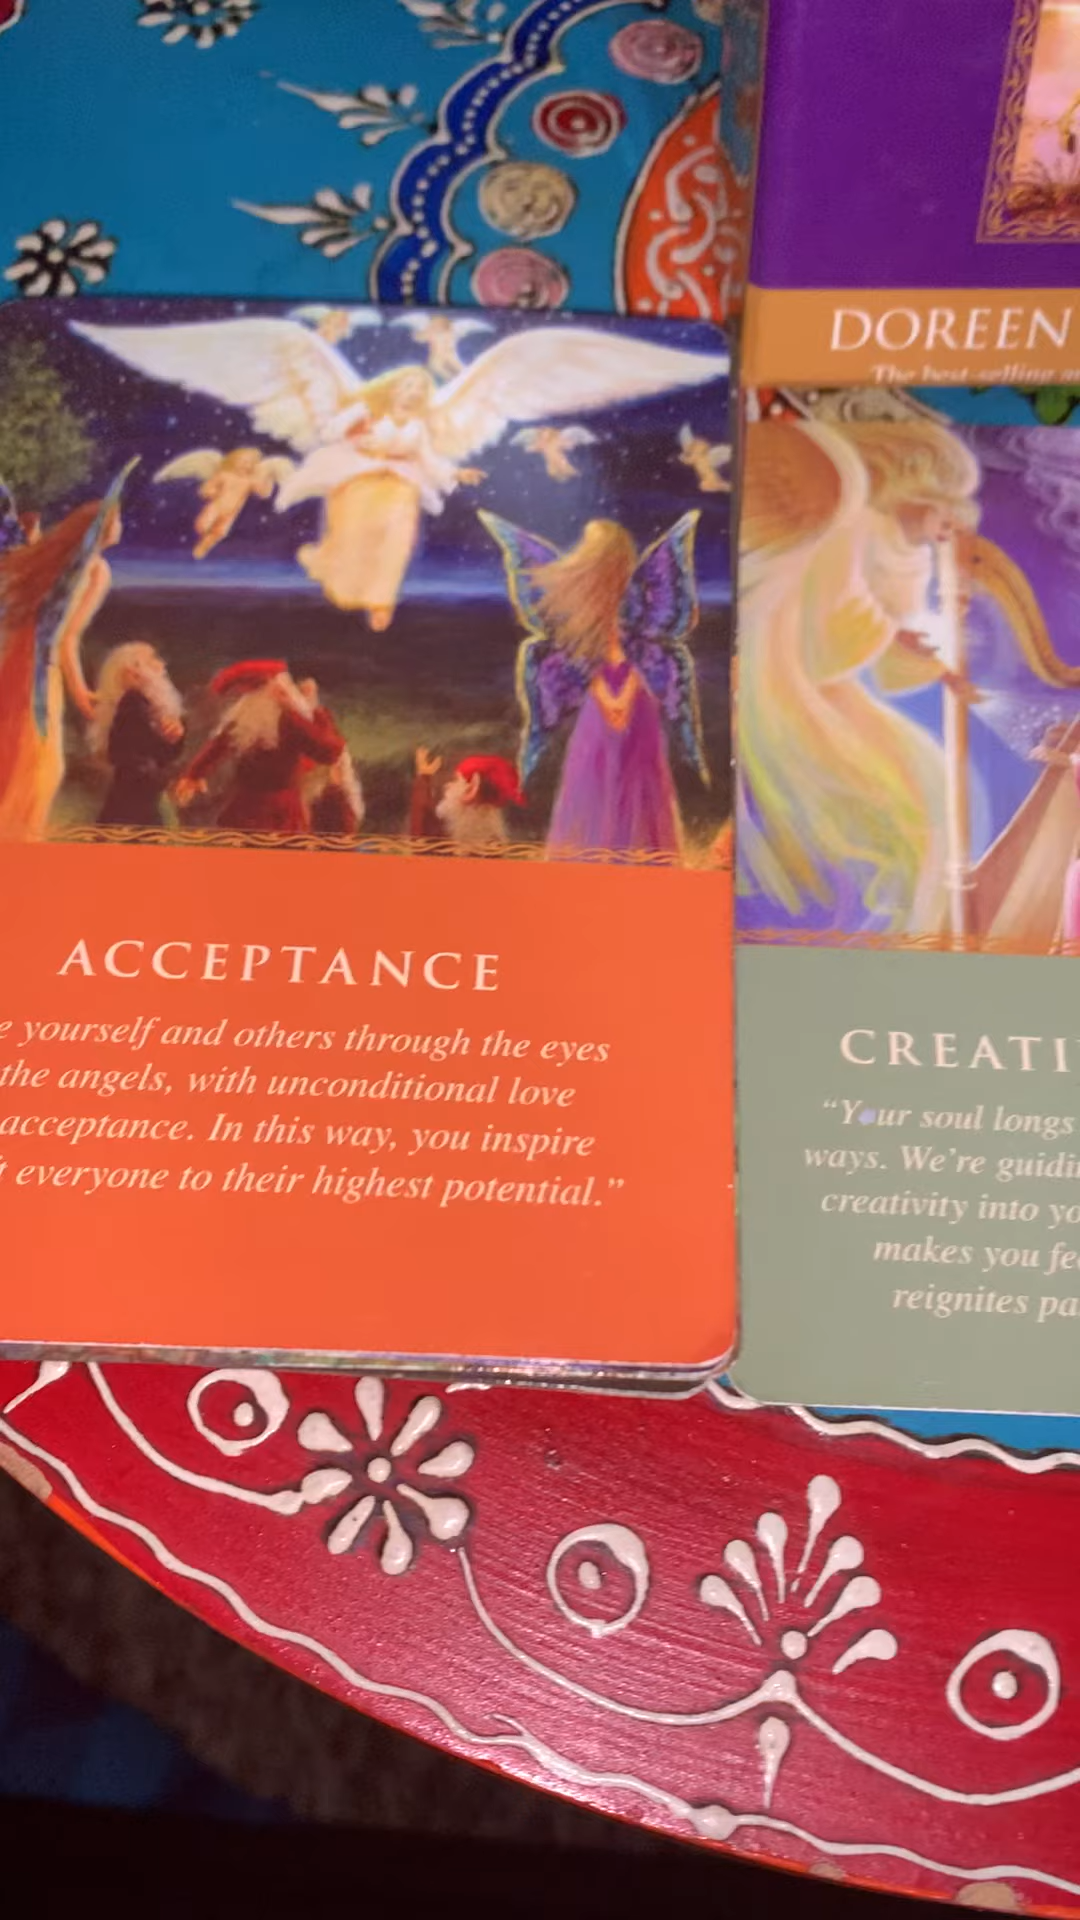 DOREEN
The best-selling
ACCEPTANCE
yourself and others through the eyes
the angels, with unconditional love
acceptance. In this way, you inspire
everyone to their highest potential.”
CREATI
“Your soul longs
ways. We’re guidi
creativity into yo
makes you fe
reignites pa